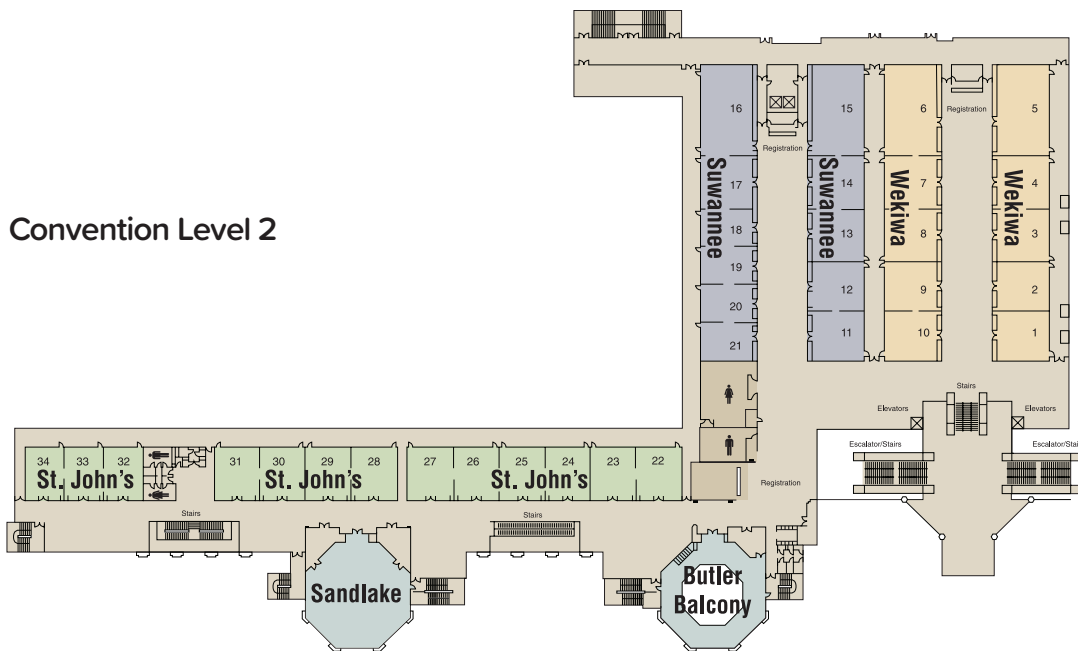 Convention Level 2
16
15
6
5
Registration
Registration
Suwannee
Suwannee
Wekiwa
Wekiwa
17
14
7
4
18
13
8
3
19
12
9
2
20
11
10
1
21
Stairs
Elevators
Elevators
Escalator/Stairs
Escalator/Stai
34
33
32
31
30
29
28
27
26
25
24
23
22
St. John's
St. John's
St. John's
Registration
Stairs
Stairs
Sandlake
Butler
Balcony